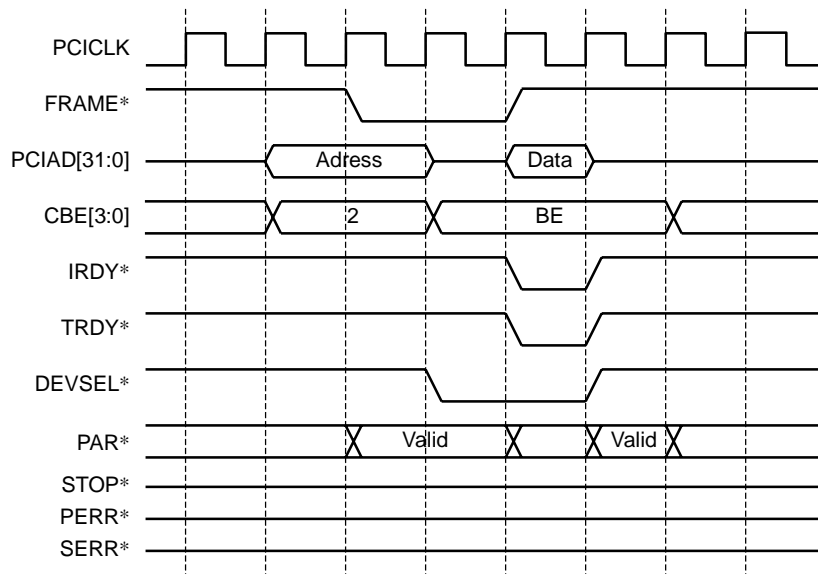 PCICLK
FRAME*
PCIAD[31:0] Adress Data
CBE[3:0] 2 BE
IRDY*
TRDY*
DEVSEL*
PAR* Valid Valid
STOP*
PERR*
SERR*